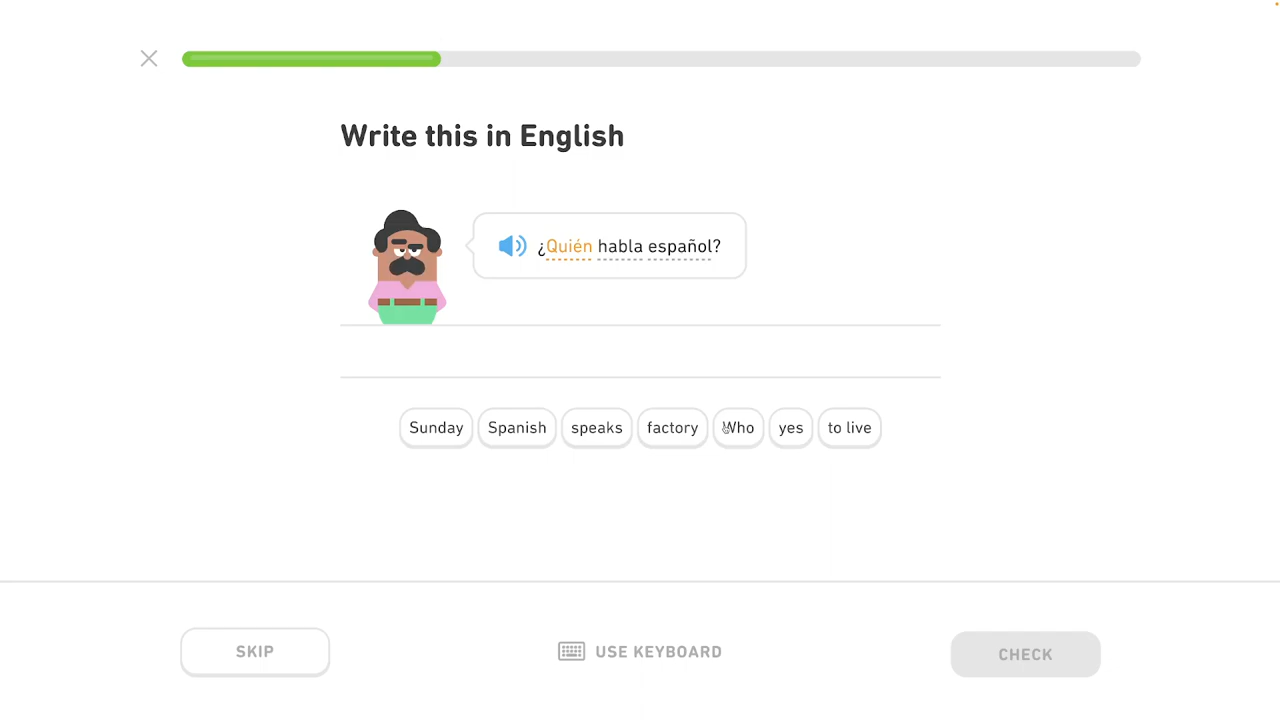 Write this in English
¿Quién habla español?
Sunday Spanish speaks factory Who yes to live
SKIP USE KEYBOARD CHECK